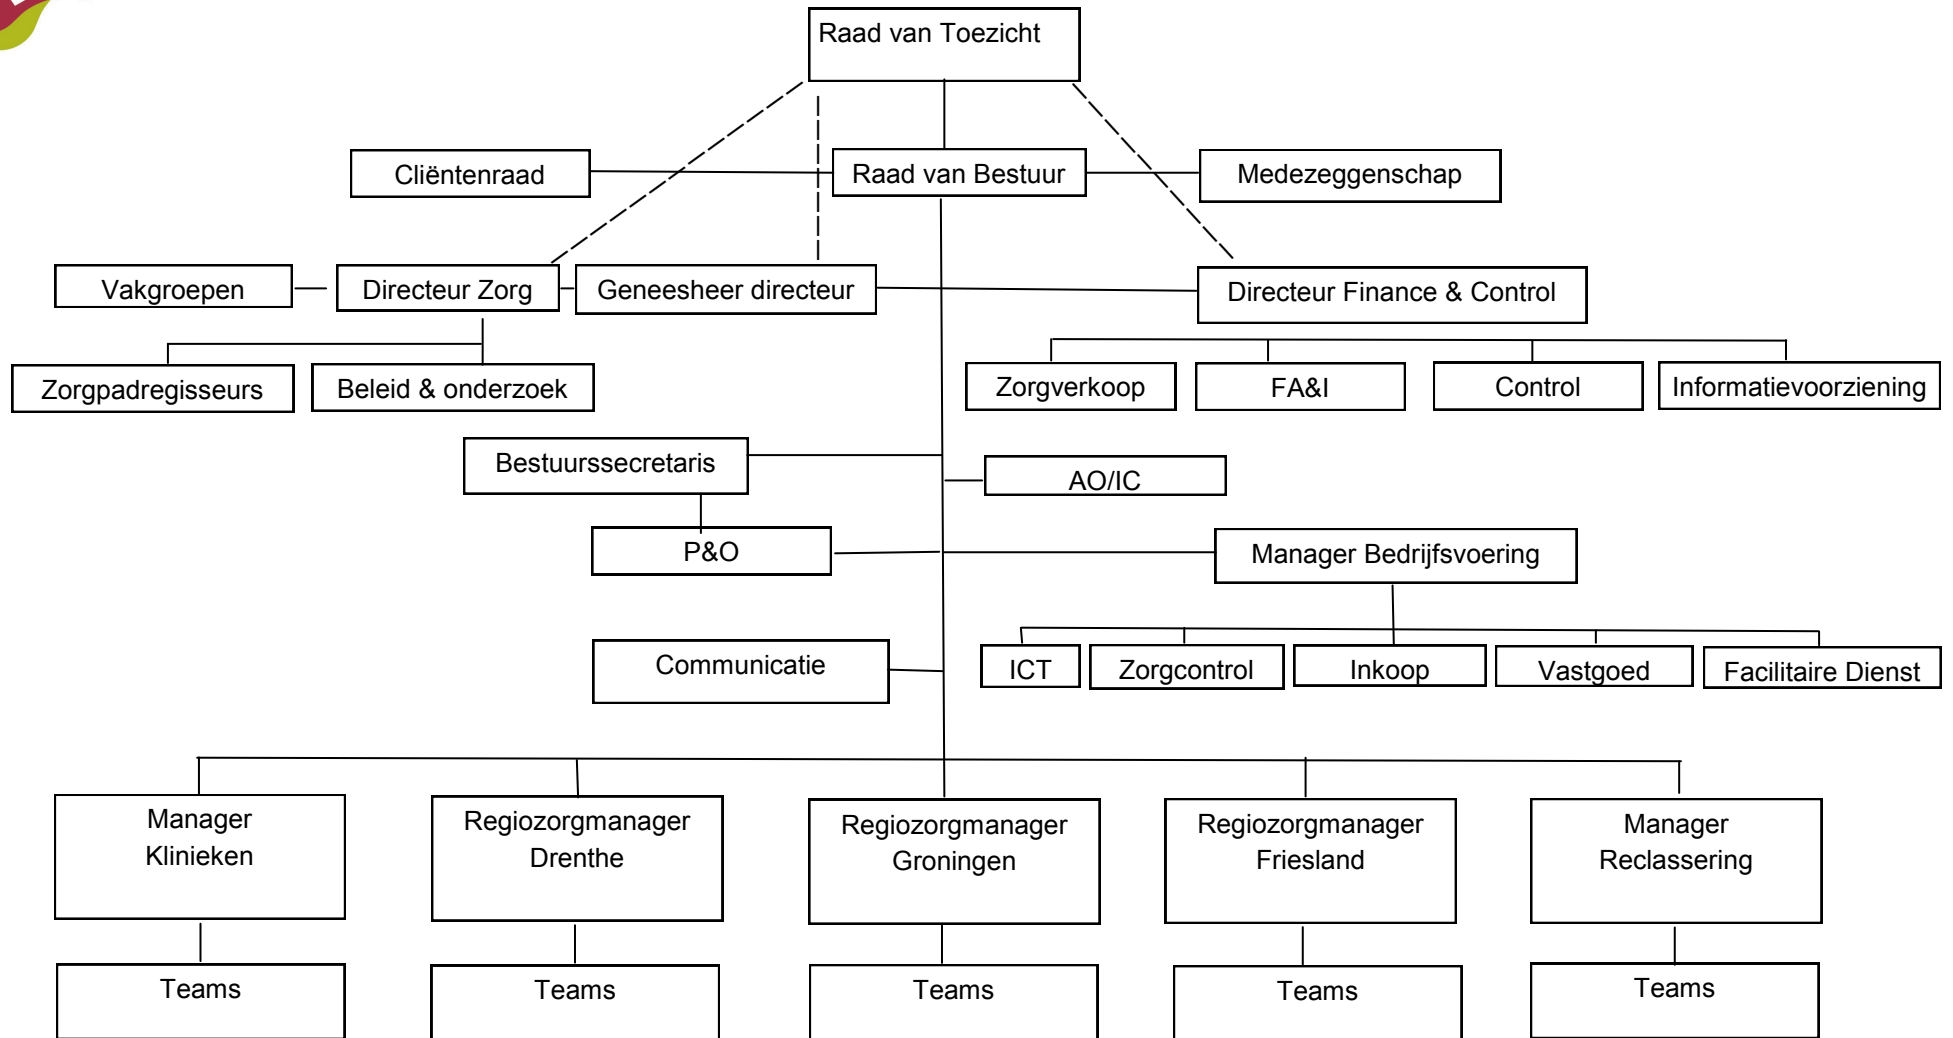 Raad van Toezicht
Cliëntenraad
Raad van Bestuur
Medezeggenschap
Vakgroepen
Directeur Zorg
Geneesheer directeur
Directeur Finance & Control
Zorgpadregisseurs
Beleid & onderzoek
Zorgverkoop
FA&I
Control
Informatievoorziening
Bestuurssecretaris
AO/IC
P&O
Manager Bedrijfsvoering
Communicatie
ICT
Zorgcontrol
Inkoop
Vastgoed
Facilitaire Dienst
Manager
Klinieken
Regiozorgmanager
Drenthe
Regiozorgmanager
Groningen
Regiozorgmanager
Friesland
Manager
Reclassering
Teams
Teams
Teams
Teams
Teams